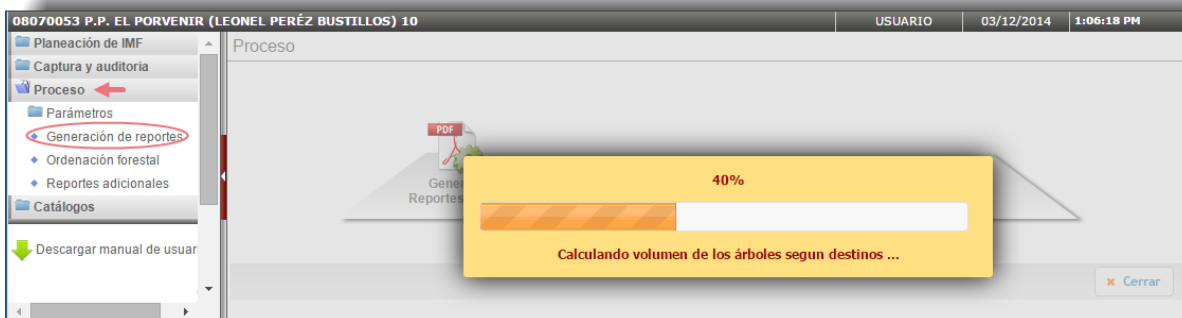 08070053 P.P. EL PORVENIR (LEONEL PERÉZ BUSTILLOS) 10 USUARIO 03/12/2014 1:06:18 PM
Planeación de IMF
Captura y auditoria
Proceso
Parámetros
Generación de reportes
Ordenación forestal
Reportes adicionales
Catálogos
Descargar manual de usuar
Proceso
PDF
Gener
Reportes
40%
Calculando volumen de los árboles segun destinos ...
Cerrar